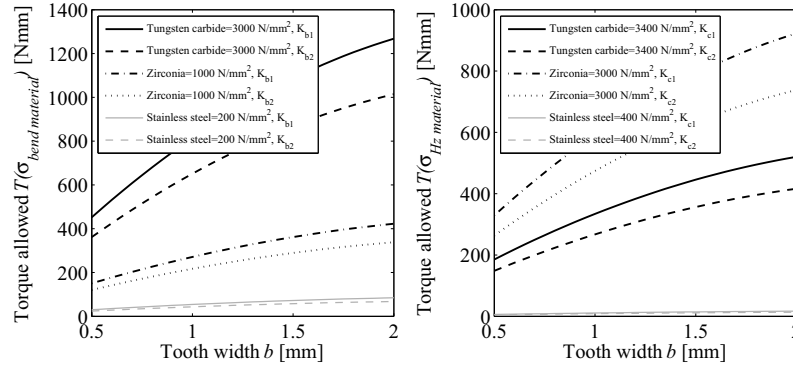 Torque allowed T(σbend material) [Nmm]
1400
1200
1000
800
600
400
200
0
Tungsten carbide=3000 N/mm², Kb1
Tungsten carbide=3000 N/mm², Kb2
Zirconia=1000 N/mm², Kb1
Zirconia=1000 N/mm², Kb2
Stainless steel=200 N/mm², Kb1
Stainless steel=200 N/mm², Kb2
0.5 1 1.5 2
Tooth width b [mm]
Torque allowed T(σHz material) [Nmm]
1000
800
600
400
200
0
Tungsten carbide=3400 N/mm², Kc1
Tungsten carbide=3400 N/mm², Kc2
Zirconia=3000 N/mm², Kc1
Zirconia=3000 N/mm², Kc2
Stainless steel=400 N/mm², Kc1
Stainless steel=400 N/mm², Kc2
0.5 1 1.5 2
Tooth width b [mm]